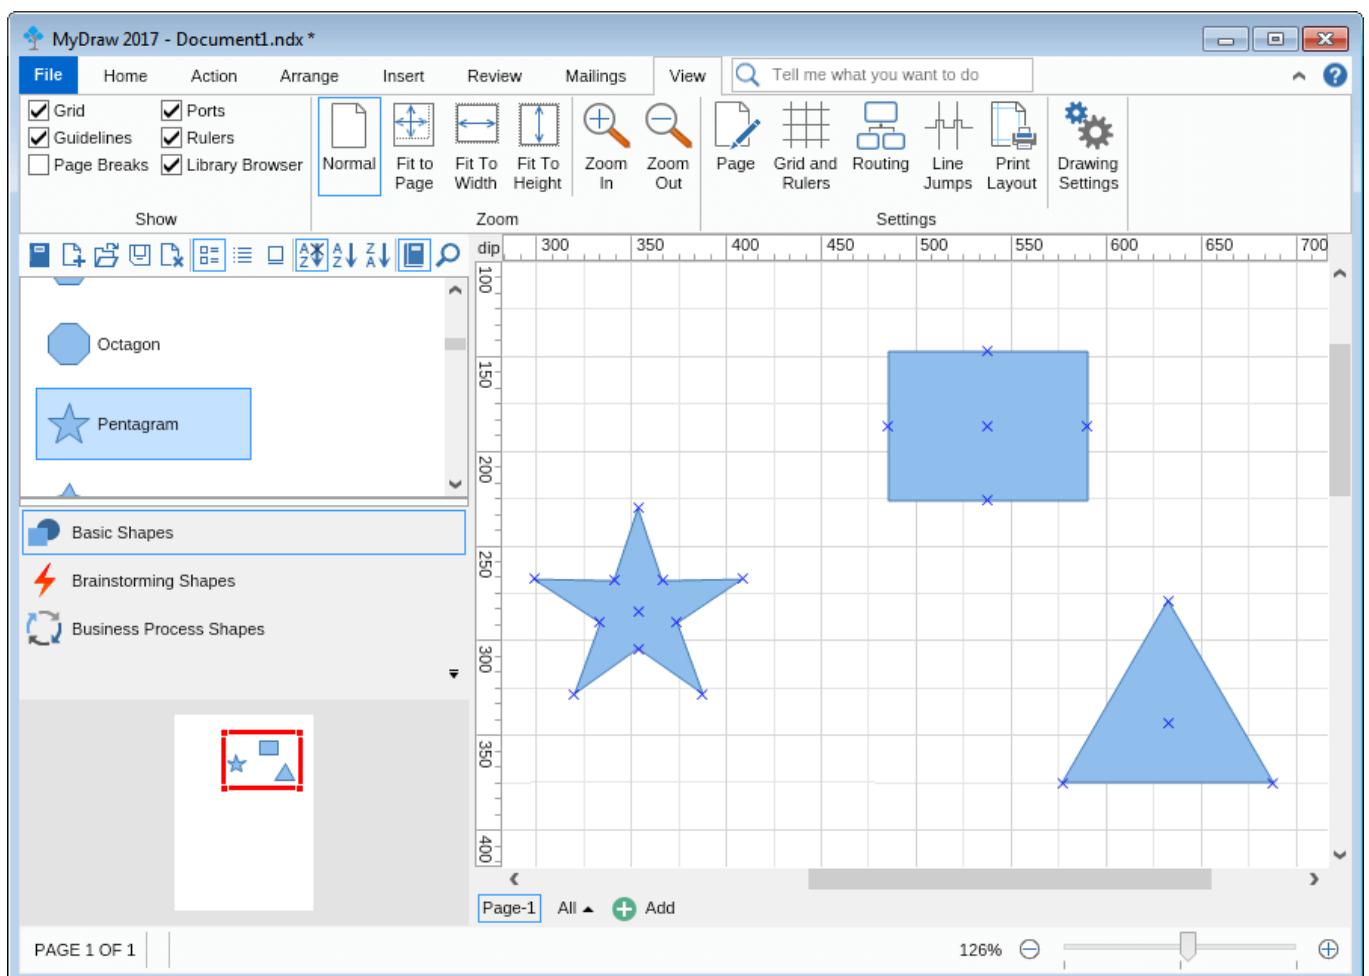 MyDraw 2017 - Document1.ndx *
File Home Action Arrange Insert Review Mailings View Tell me what you want to do
Grid Ports
Guidelines Rulers
Page Breaks Library Browser
Normal Fit to Page Fit To Width Fit To Height Zoom In Zoom Out Page Grid and Rulers Routing Line Jumps Print Layout Drawing Settings
Show Zoom Settings
dip 300 350 400 450 500 550 600 650 700
100
150
200
250
300
350
400
Octagon
Pentagram
Basic Shapes
Brainstorming Shapes
Business Process Shapes
Page-1 All Add
PAGE 1 OF 1 126%